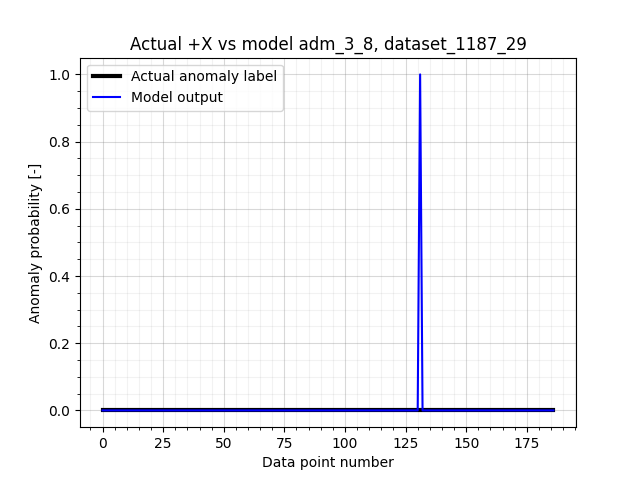 Actual +X vs model adm_3_8, dataset_1187_29
Actual anomaly label
Model output
Anomaly probability [-]
1.0
0.8
0.6
0.4
0.2
0.0
0 25 50 75 100 125 150 175
Data point number